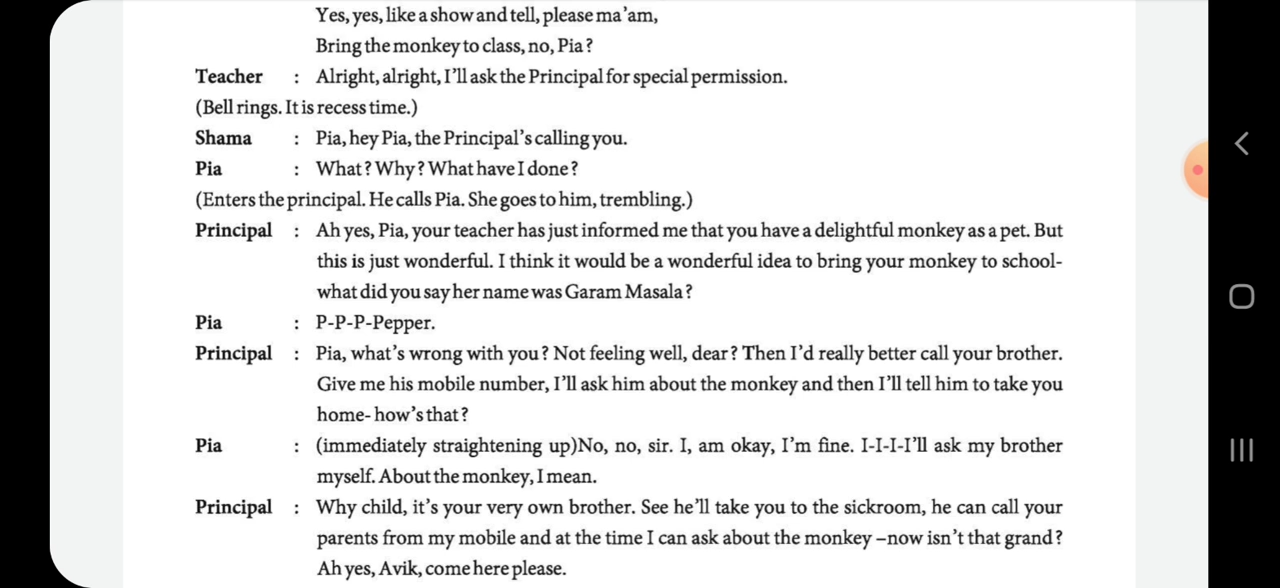 Yes, yes, like a show and tell, please ma'am,
Bring the monkey to class, no, Pia?
Teacher : Alright, alright, I'll ask the Principal for special permission.
(Bell rings. It is recess time.)
Shama : Pia, hey Pia, the Principal's calling you.
Pia : What? Why? What have I done?
(Enters the principal. He calls Pia. She goes to him, trembling.)
Principal : Ah yes, Pia, your teacher has just informed me that you have a delightful monkey as a pet. But
this is just wonderful. I think it would be a wonderful idea to bring your monkey to school-
what did you say her name was Garam Masala?
Pia : P-P-P-Pepper.
Principal : Pia, what's wrong with you? Not feeling well, dear? Then I'd really better call your brother.
Give me his mobile number, I'll ask him about the monkey and then I'll tell him to take you
home- how's that?
Pia : (immediately straightening up)No, no, sir. I, am okay, I'm fine. I-I-I-I'll ask my brother
myself. About the monkey, I mean.
Principal : Why child, it's your very own brother. See he'll take you to the sickroom, he can call your
parents from my mobile and at the time I can ask about the monkey –now isn't that grand?
Ah yes, Avik, come here please.